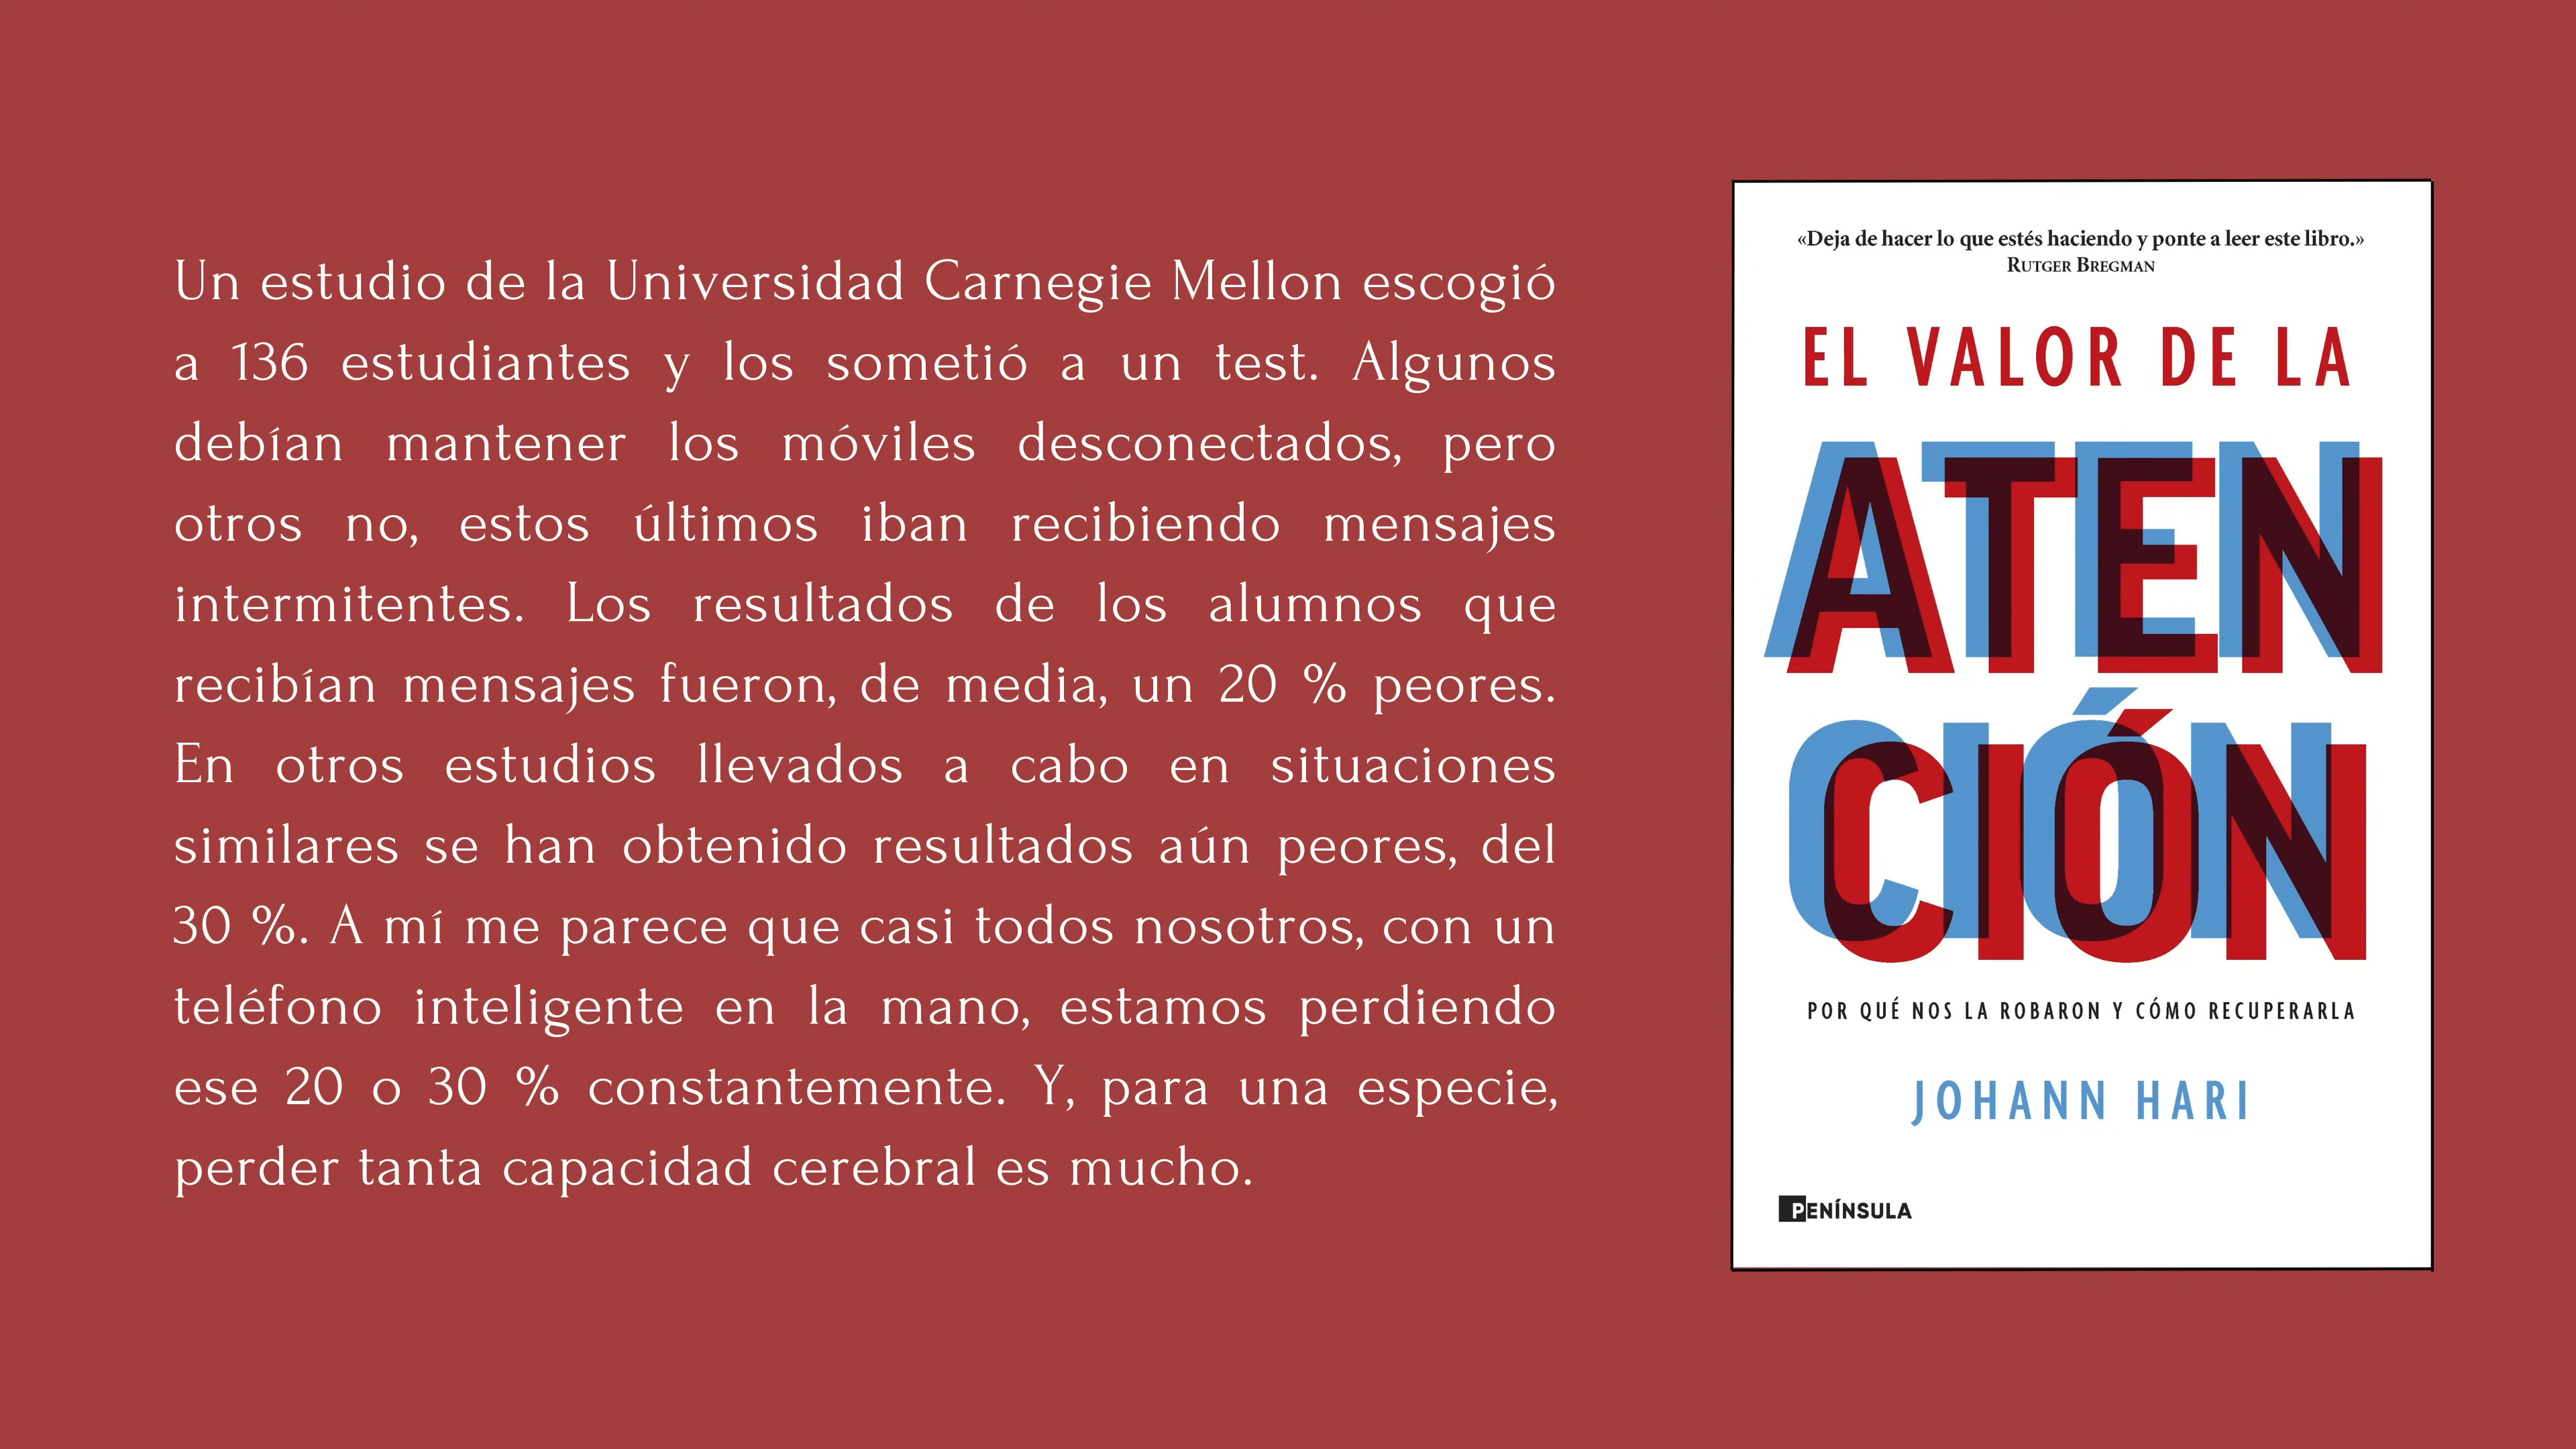 Un estudio de la Universidad Carnegie Mellon escogió
a 136 estudiantes y los sometió a un test. Algunos
debían mantener los móviles desconectados, pero
otros no, estos últimos iban recibiendo mensajes
intermitentes. Los resultados de los alumnos que
recibían mensajes fueron, de media, un 20 % peores.
En otros estudios llevados a cabo en situaciones
similares se han obtenido resultados aún peores, del
30 %. A mí me parece que casi todos nosotros, con un
teléfono inteligente en la mano, estamos perdiendo
ese 20 o 30 % constantemente. Y, para una especie,
perder tanta capacidad cerebral es mucho.
«Deja de hacer lo que estés haciendo y ponte a leer este libro.»
RUTGER BREGMAN
EL VALOR DE LA
ATEN
CIÓN
POR QUÉ NOS LA ROBARON Y CÓMO RECUPERARLA
JOHANN HARI
PENÍNSULA